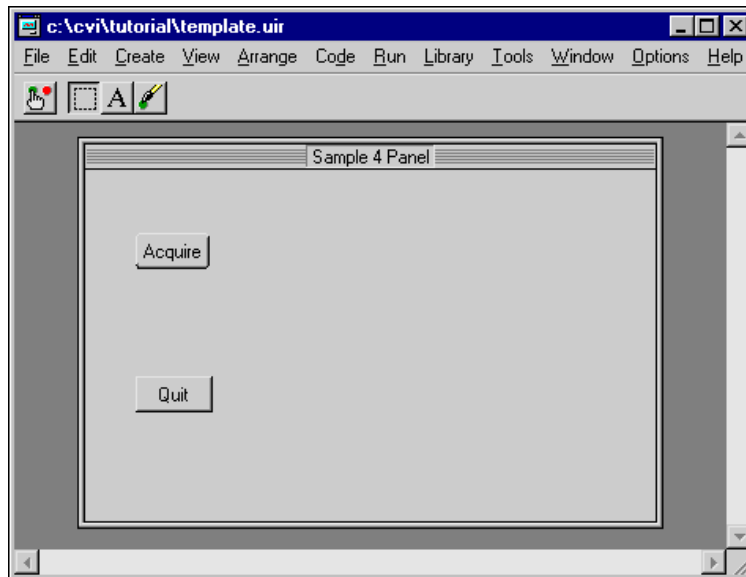 c:\cvi\tutorial\template.uir
File Edit Create View Arrange Code Run Library Tools Window Options Help
A
Sample 4 Panel
Acquire
Quit